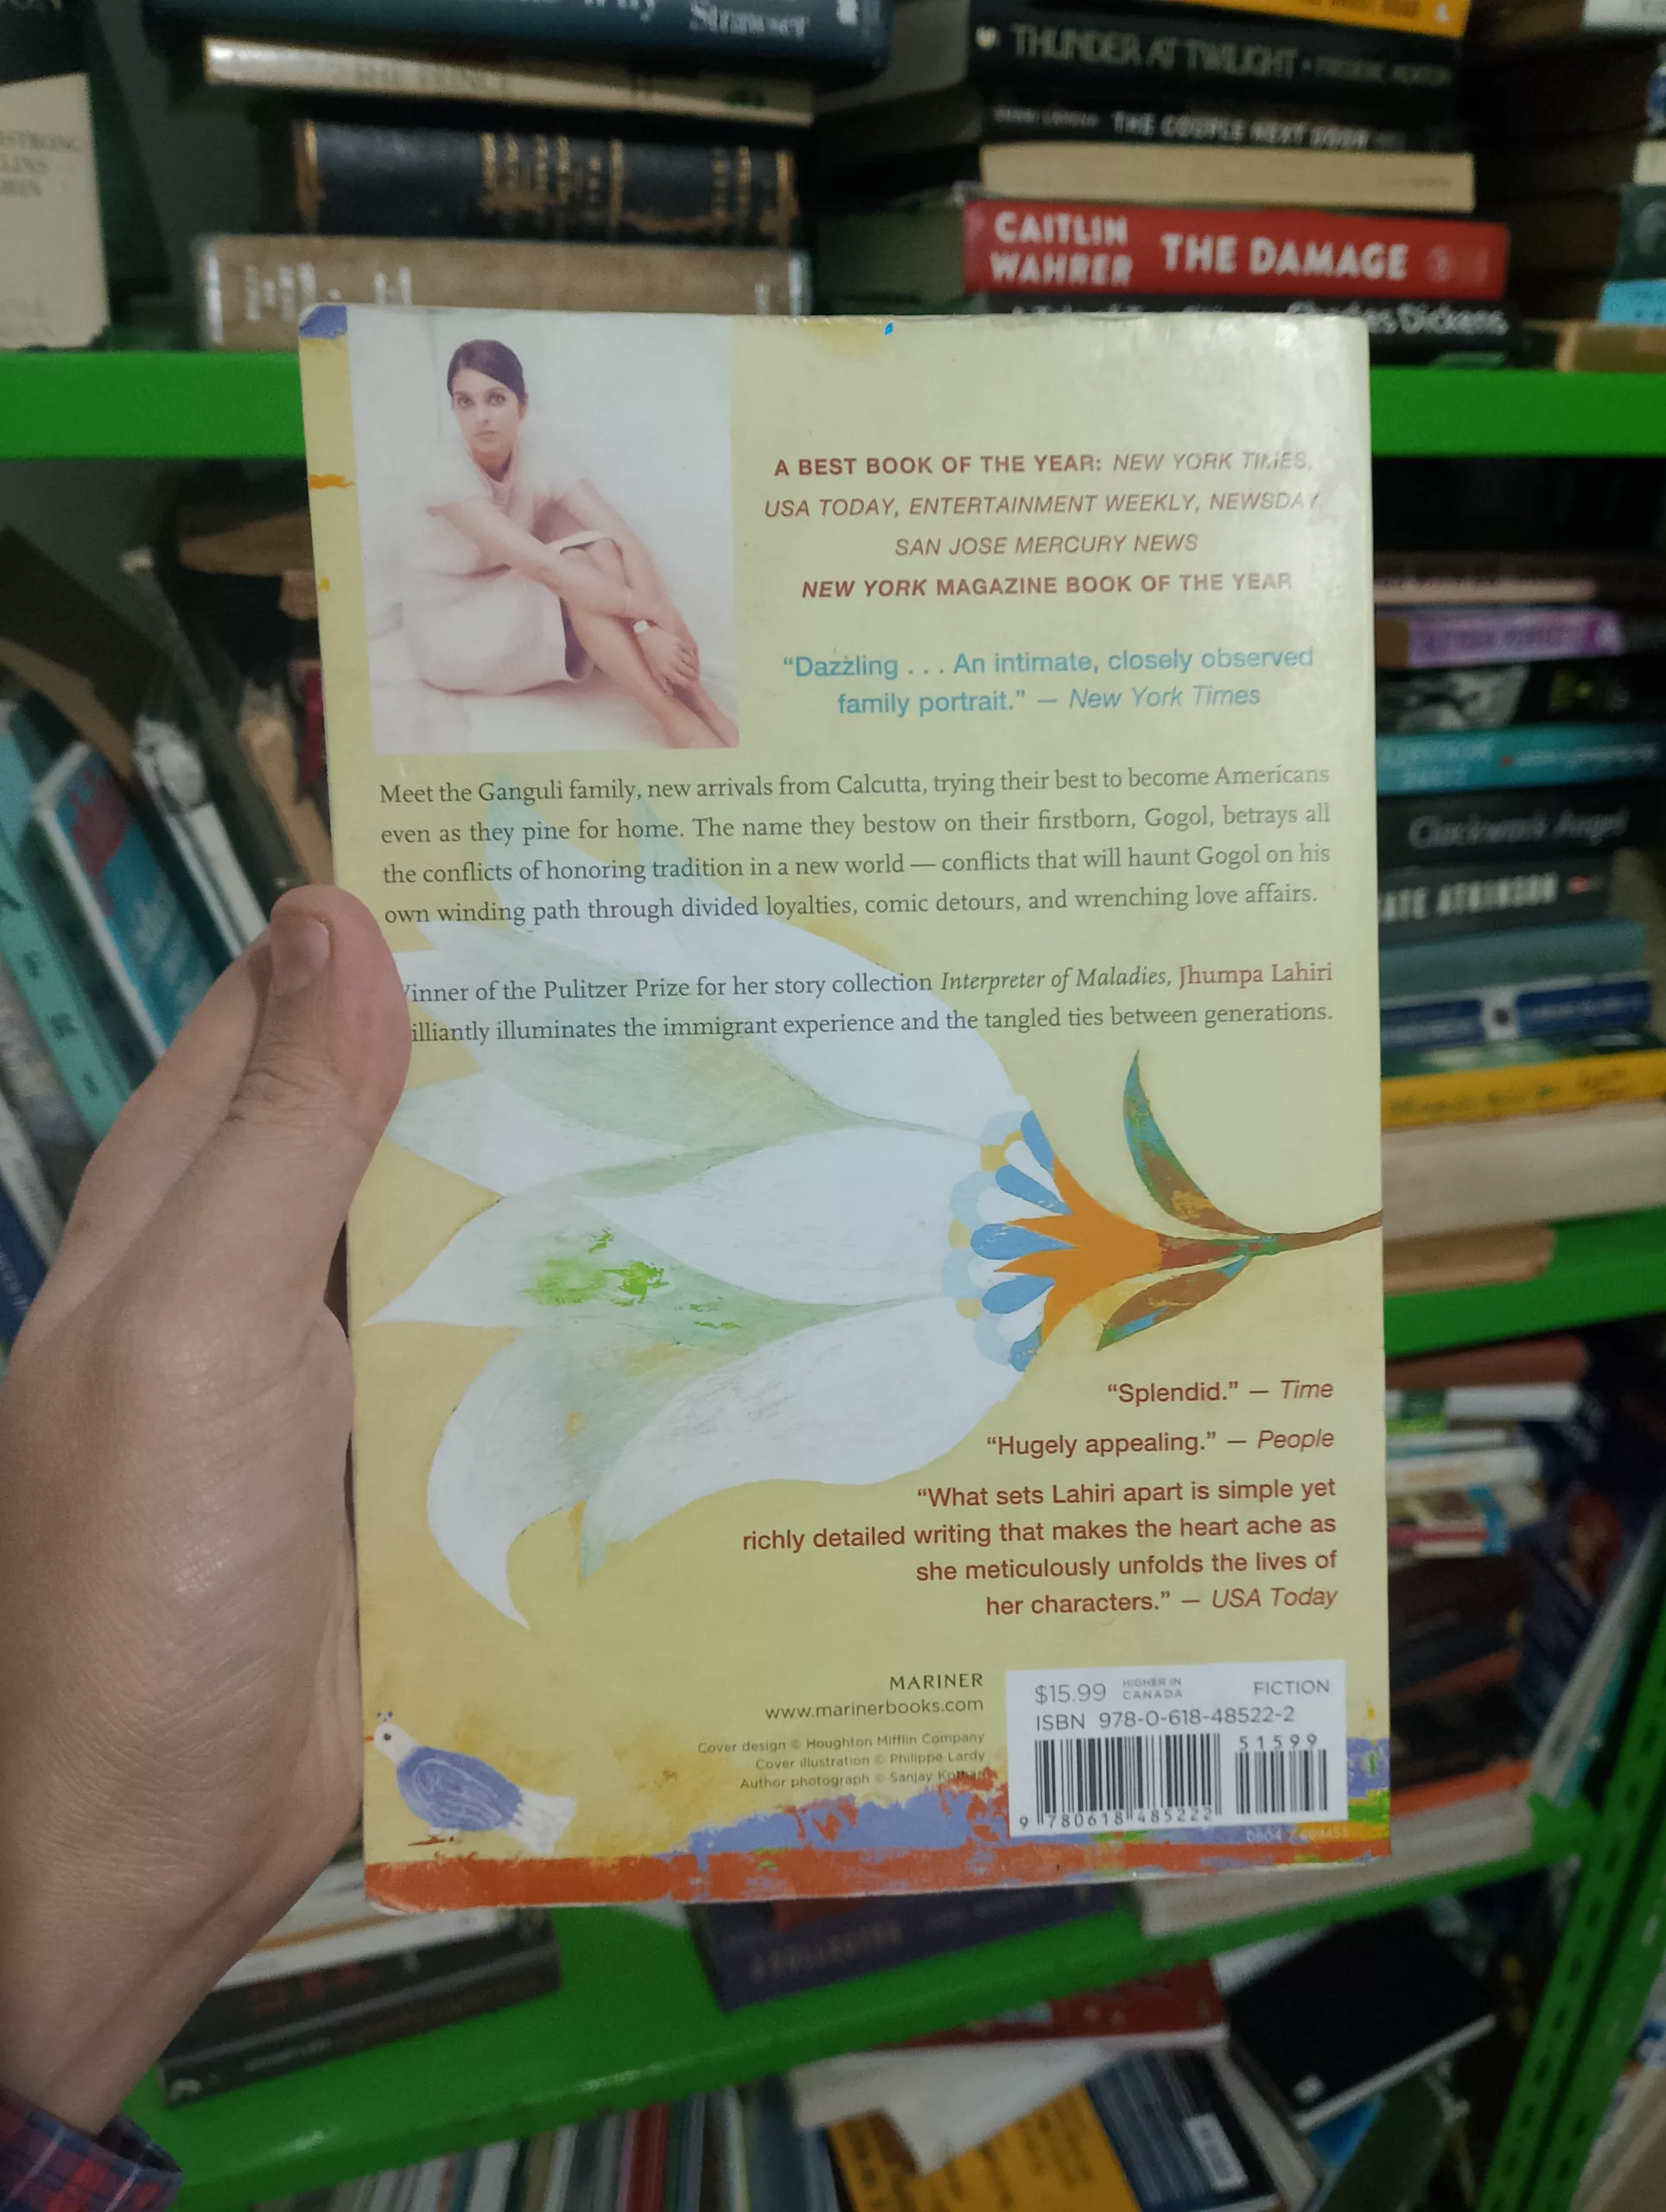 Strawser
THUNDER AT TWILIGHT • FREDERIC MORTON
THE COUPLE NEXT DOOR
CAITLIN
WAHRER
THE DAMAGE
Charles Dickens
A BEST BOOK OF THE YEAR: NEW YORK TIMES,
USA TODAY, ENTERTAINMENT WEEKLY, NEWSDAY,
SAN JOSE MERCURY NEWS
NEW YORK MAGAZINE BOOK OF THE YEAR
“Dazzling . . . An intimate, closely observed
family portrait.” — New York Times
Meet the Ganguli family, new arrivals from Calcutta, trying their best to become Americans
even as they pine for home. The name they bestow on their firstborn, Gogol, betrays all
the conflicts of honoring tradition in a new world — conflicts that will haunt Gogol on his
own winding path through divided loyalties, comic detours, and wrenching love affairs.
inner of the Pulitzer Prize for her story collection Interpreter of Maladies, Jhumpa Lahiri
illiantly illuminates the immigrant experience and the tangled ties between generations.
Clockwork Angel
ATE ATKINSON
“Splendid.” — Time
“Hugely appealing.” — People
“What sets Lahiri apart is simple yet
richly detailed writing that makes the heart ache as
she meticulously unfolds the lives of
her characters.” — USA Today
MARINER
www.marinerbooks.com
Cover design © Houghton Mifflin Company
Cover illustration © Philippe Lardy
Author photograph © Sanjay Kothari
$15.99 HIGHER IN CANADA FICTION
ISBN 978-0-618-48522-2
51599
9 780618 485222